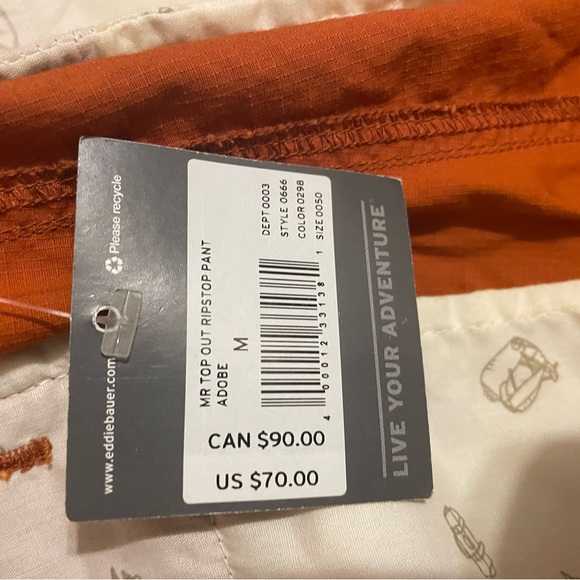 Please recycle
www.eddiebauer.com
MR TOP OUT RIPSTOP PANT
ADOBE
M
DEPT 0003
STYLE 0666
COLOR 0298
SIZE 0050
4 00012 33138 1
CAN $90.00
US $70.00
LIVE YOUR ADVENTURE™